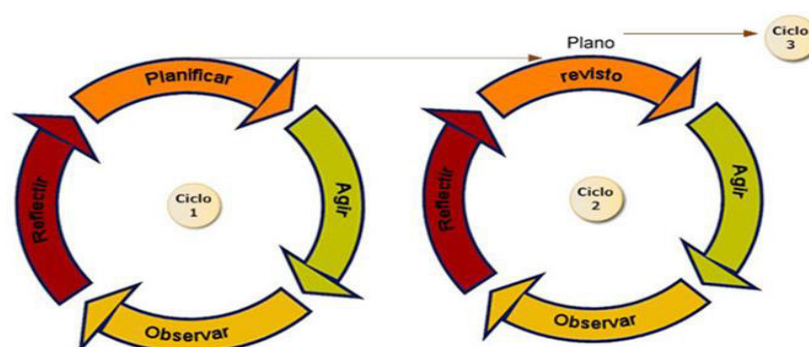 Planificar
Agir
Observar
Reflectir
Ciclo
1
Plano
revisto
Agir
Observar
Reflectir
Ciclo
2
Ciclo
3